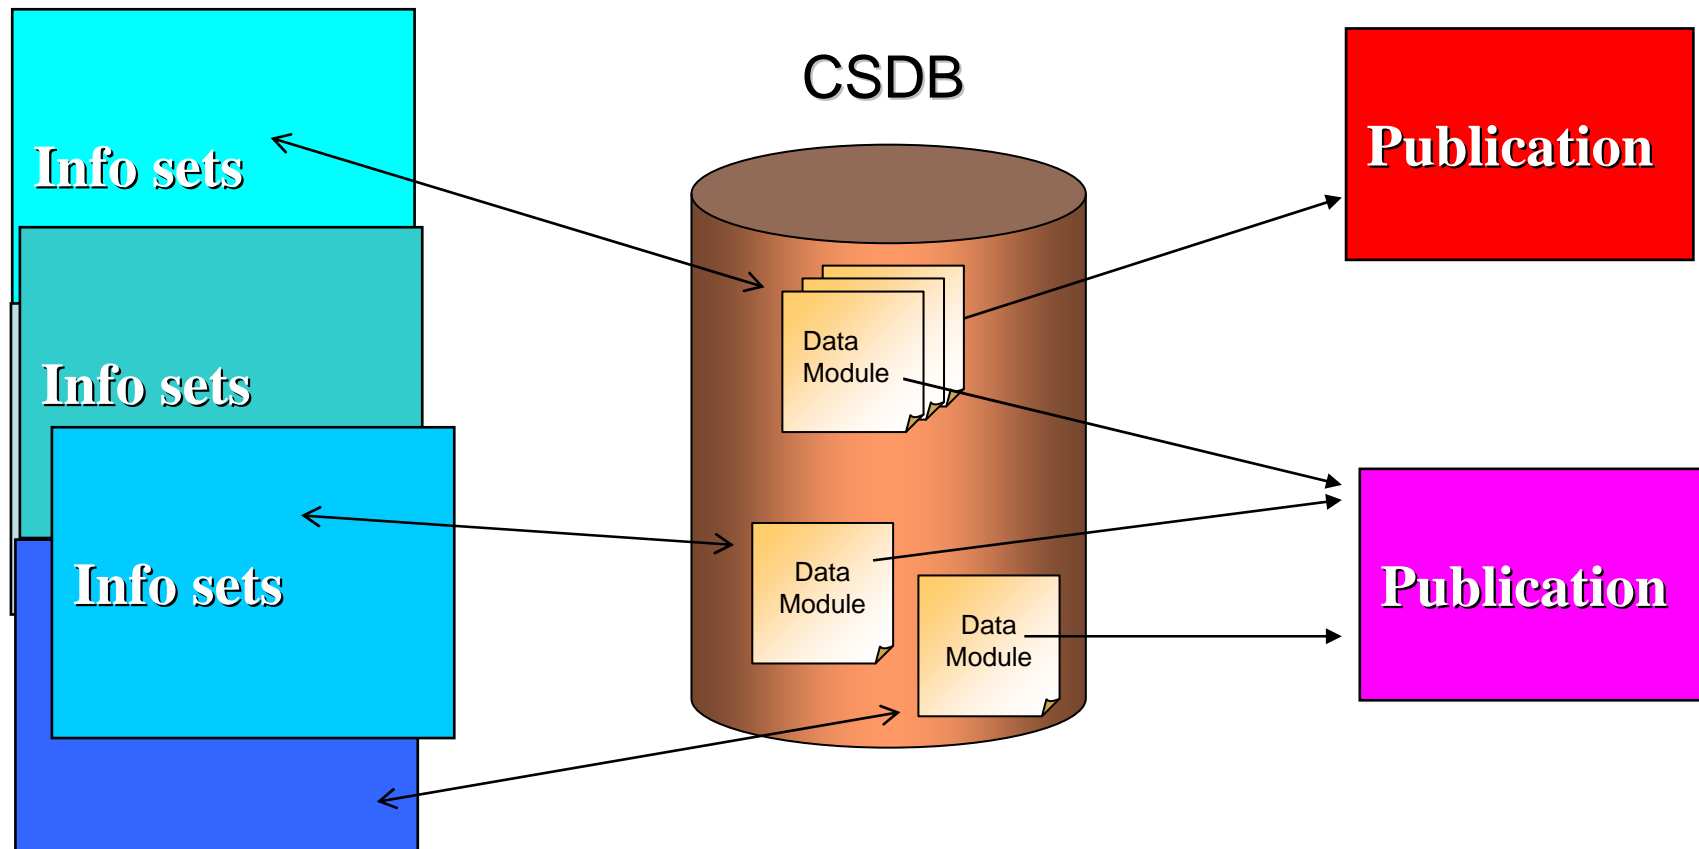 CSDB
Info sets
Info sets
Info sets
Data
Module
Data
Module
Data
Module
Publication
Publication